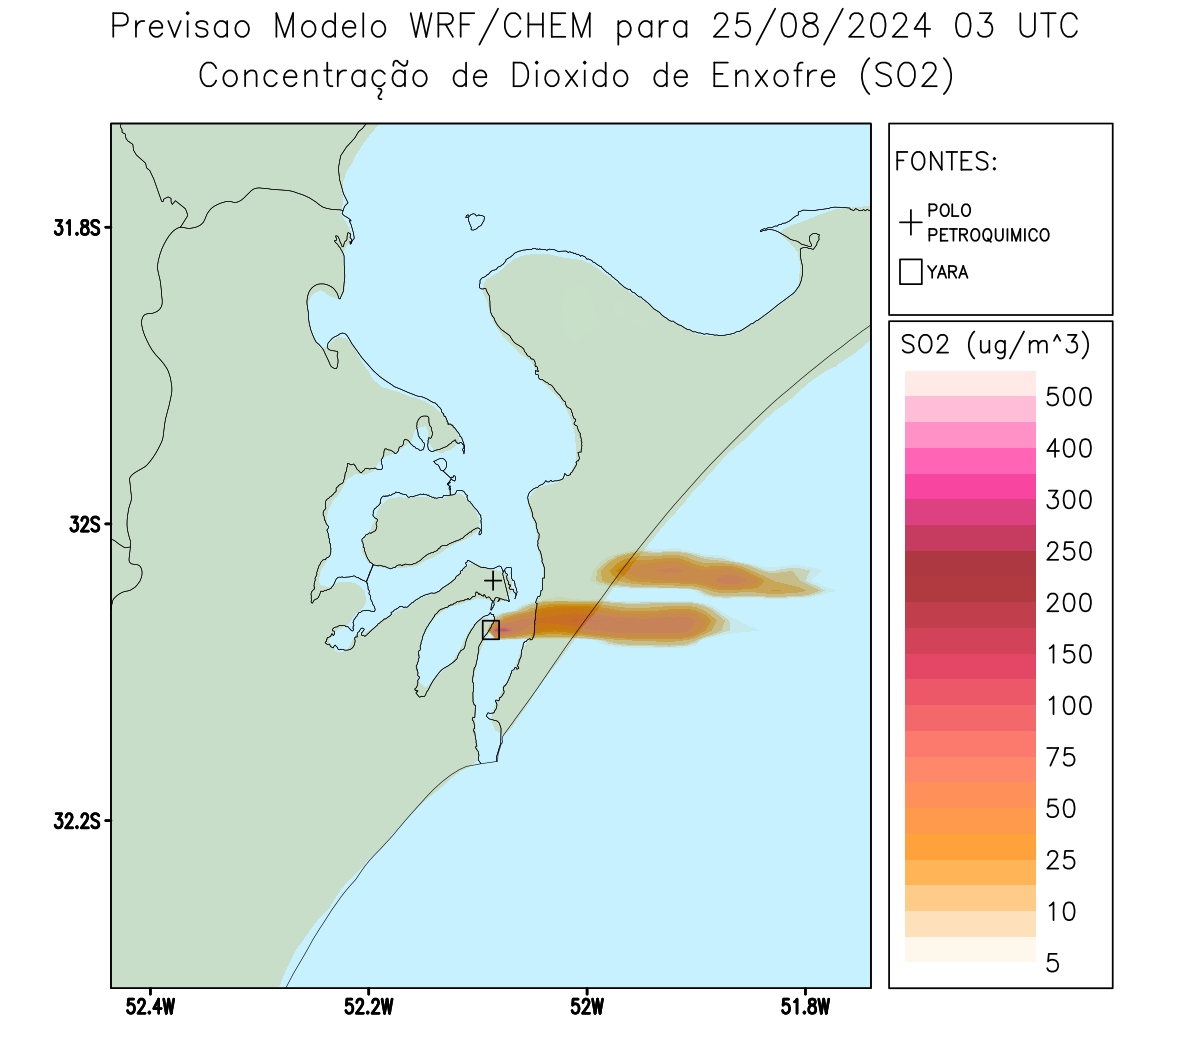 Previsao Modelo WRF/CHEM para 25/08/2024 03 UTC
Concentração de Dioxido de Enxofre (SO2)
FONTES:
POLO
PETROQUIMICO
YARA
SO2 (ug/m^3)
500
400
300
250
200
150
100
75
50
25
10
5
31.8S
32S
32.2S
52.4W
52.2W
52W
51.8W